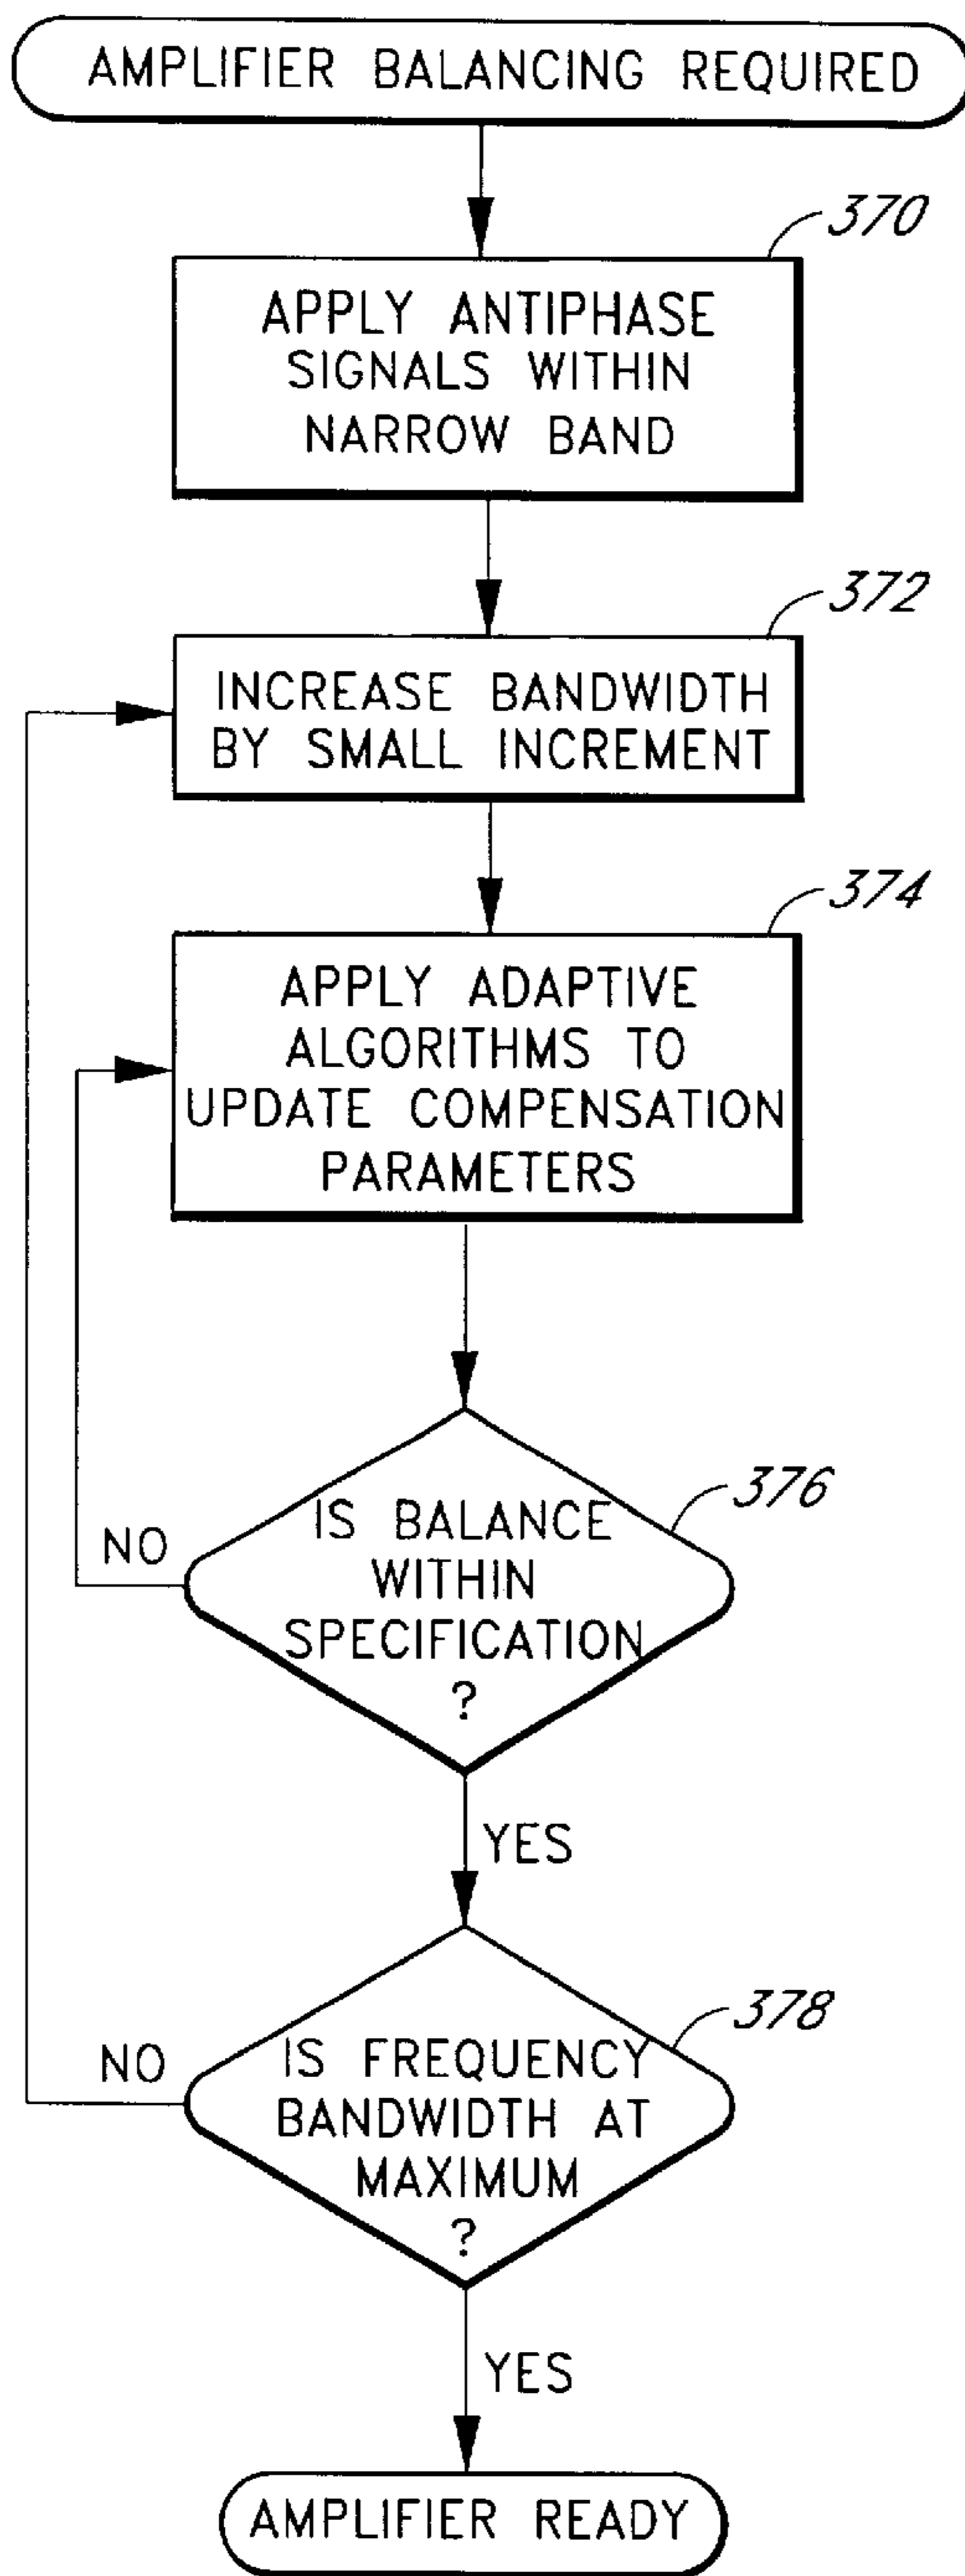 AMPLIFIER BALANCING REQUIRED
370
APPLY ANTIPHASE
SIGNALS WITHIN
NARROW BAND
372
INCREASE BANDWIDTH
BY SMALL INCREMENT
374
APPLY ADAPTIVE
ALGORITHMS TO
UPDATE COMPENSATION
PARAMETERS
376
IS BALANCE
WITHIN
SPECIFICATION
?
NO
YES
378
IS FREQUENCY
BANDWIDTH AT
MAXIMUM
?
NO
YES
AMPLIFIER READY